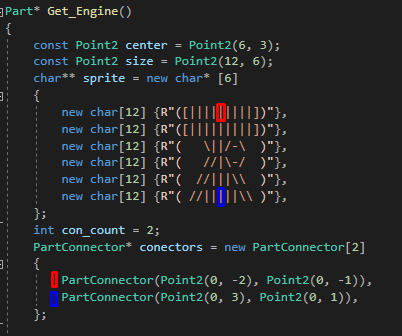 Part* Get_Engine()
{
const Point2 center = Point2(6, 3);
const Point2 size = Point2(12, 6);
char** sprite = new char* [6]
{
new char[12] {R"([|||||||||])"},
new char[12] {R"([|||||||||])"},
new char[12] {R"(   \||/-\  )"},
new char[12] {R"(   //|\-/  )"},
new char[12] {R"(  //|||\\  )"},
new char[12] {R"( //|||||\\ )"},
};
int con_count = 2;
PartConnector* conectors = new PartConnector[2]
{
PartConnector(Point2(0, -2), Point2(0, -1)),
PartConnector(Point2(0, 3), Point2(0, 1)),
};